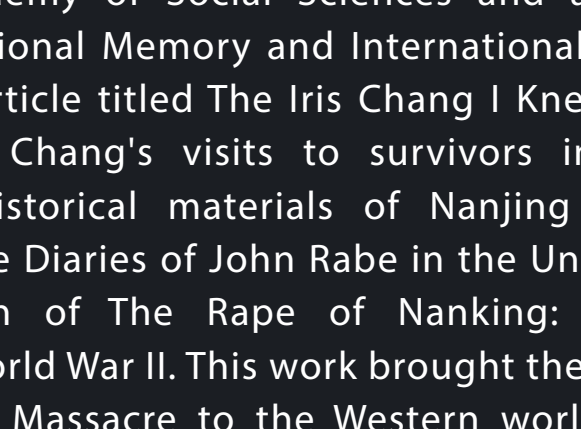 emy of Social Sciences and a
ional Memory and International
rticle titled The Iris Chang I Kne
Chang's visits to survivors in
istorical materials of Nanjing
e Diaries of John Rabe in the Un
n of The Rape of Nanking:
orld War II. This work brought the
Massacre to the Western worl